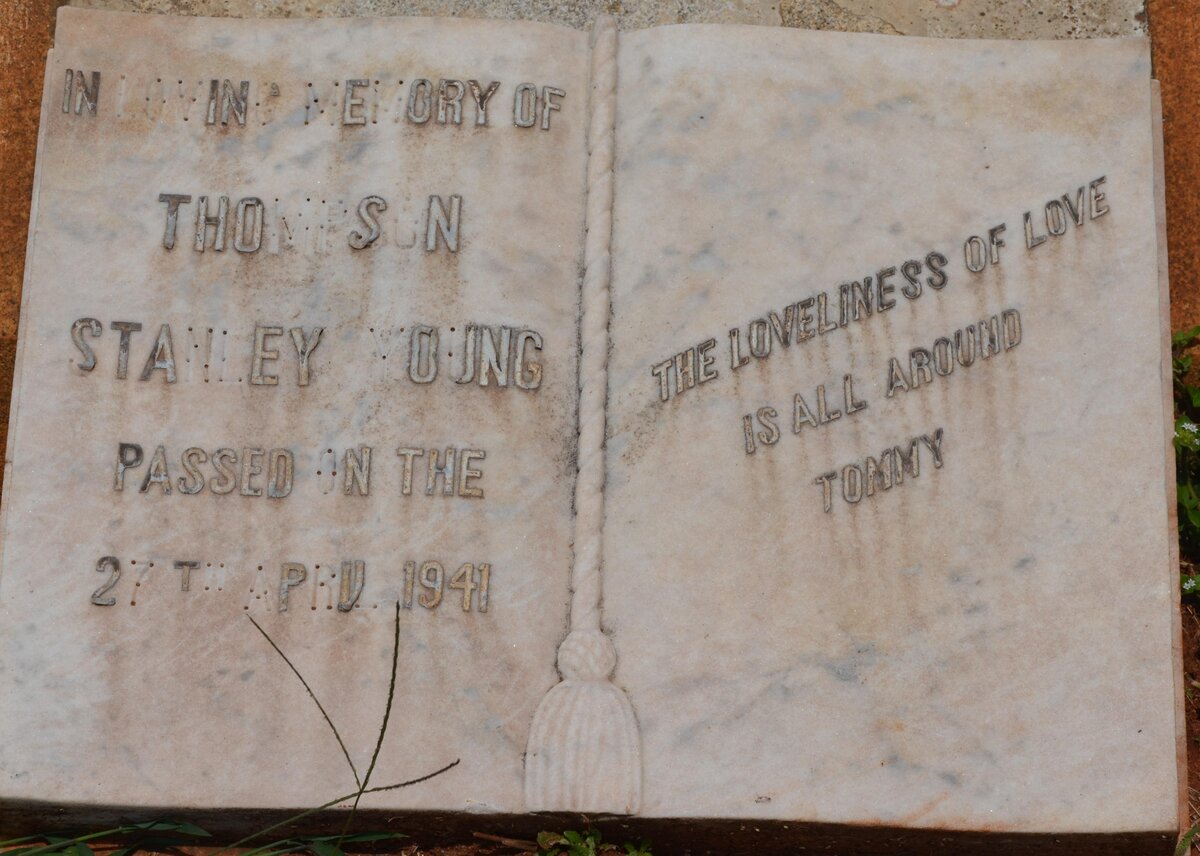 IN LOVING MEMORY OF
THOMPSON
STANLEY YOUNG
PASSED ON THE
27TH APRIL 1941
THE LOVELINESS OF LOVE
IS ALL AROUND
TOMMY